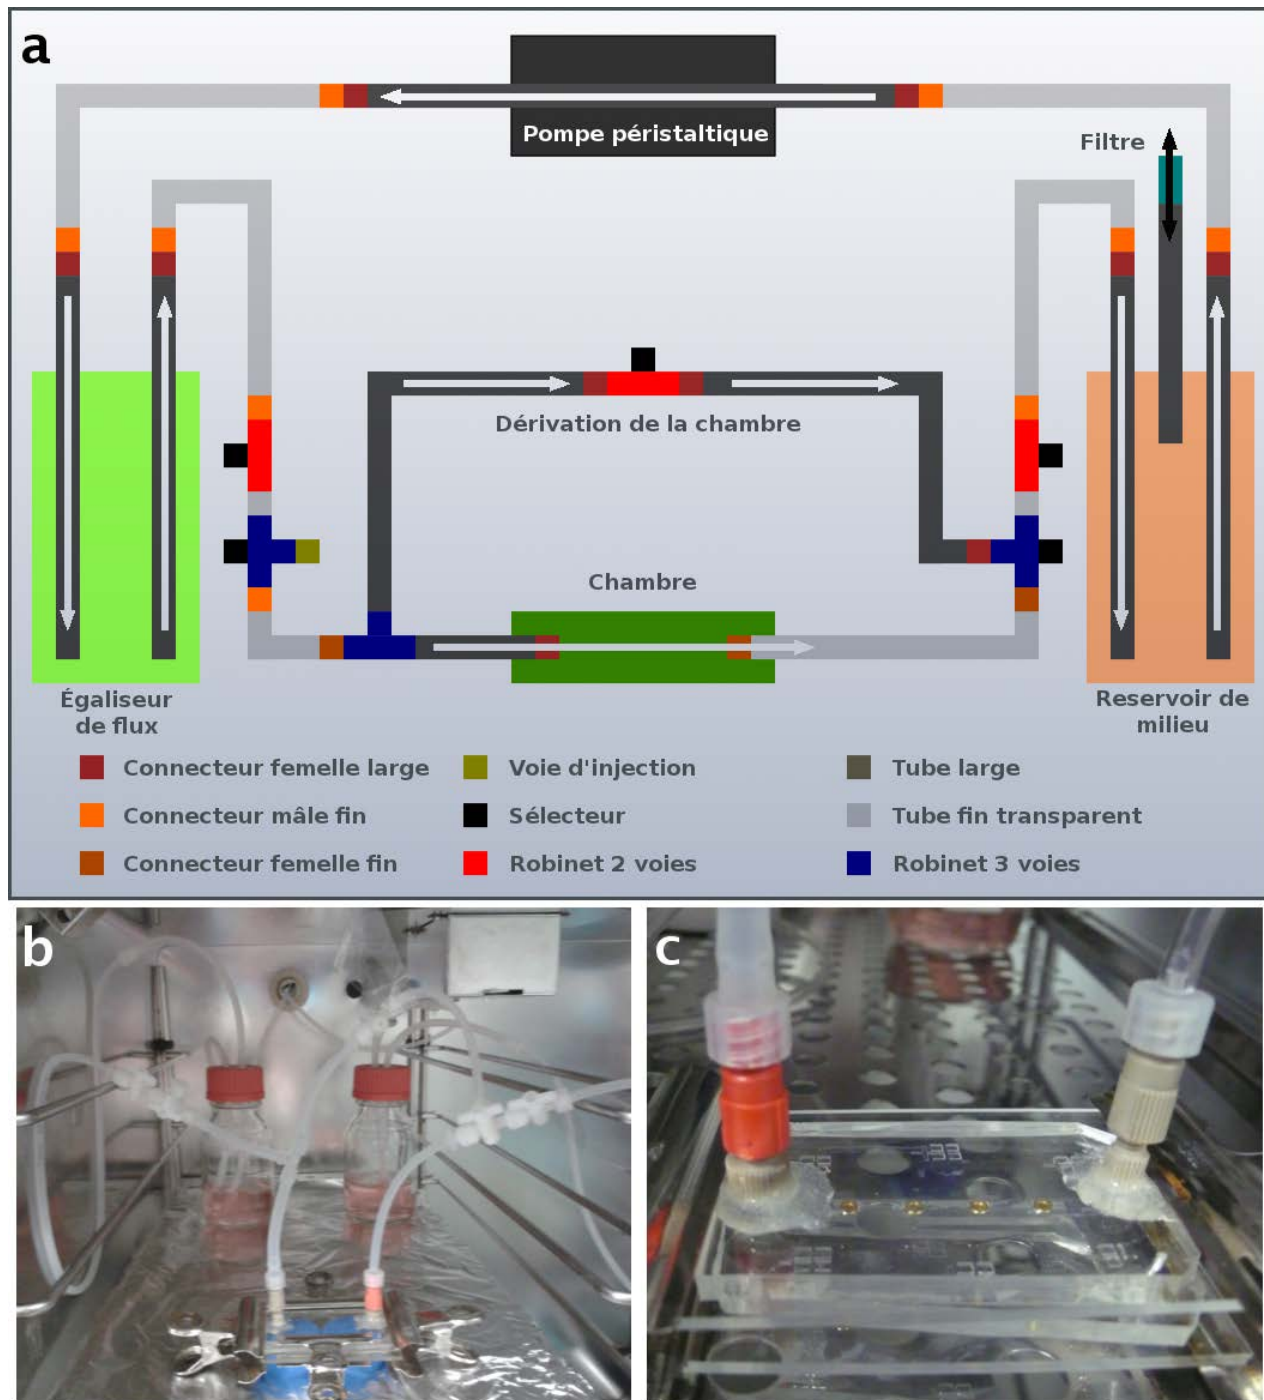 a
Pompe péristaltique
Filtre
Dérivation de la chambre
Chambre
Égaliseur
de flux
Reservoir de
milieu
Connecteur femelle large
Voie d'injection
Tube large
Connecteur mâle fin
Sélecteur
Tube fin transparent
Connecteur femelle fin
Robinet 2 voies
Robinet 3 voies
b
c